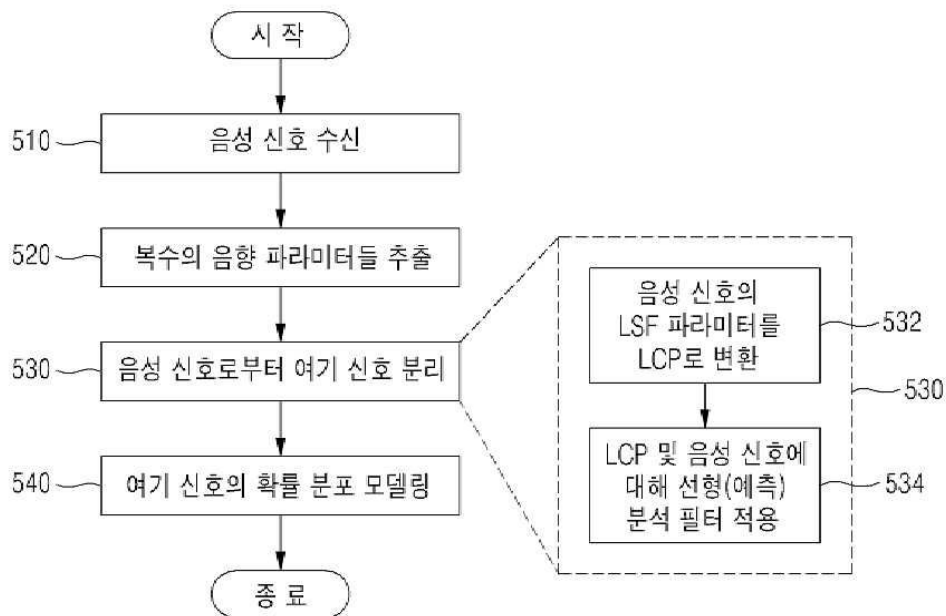 시 작
510
음성 신호 수신
520
복수의 음향 파라미터들 추출
530
음성 신호로부터 여기 신호 분리
540
여기 신호의 확률 분포 모델링
종 료
음성 신호의
LSF 파라미터를
LCP로 변환
532
530
LCP 및 음성 신호에
대해 선형(예측)
분석 필터 적용
534